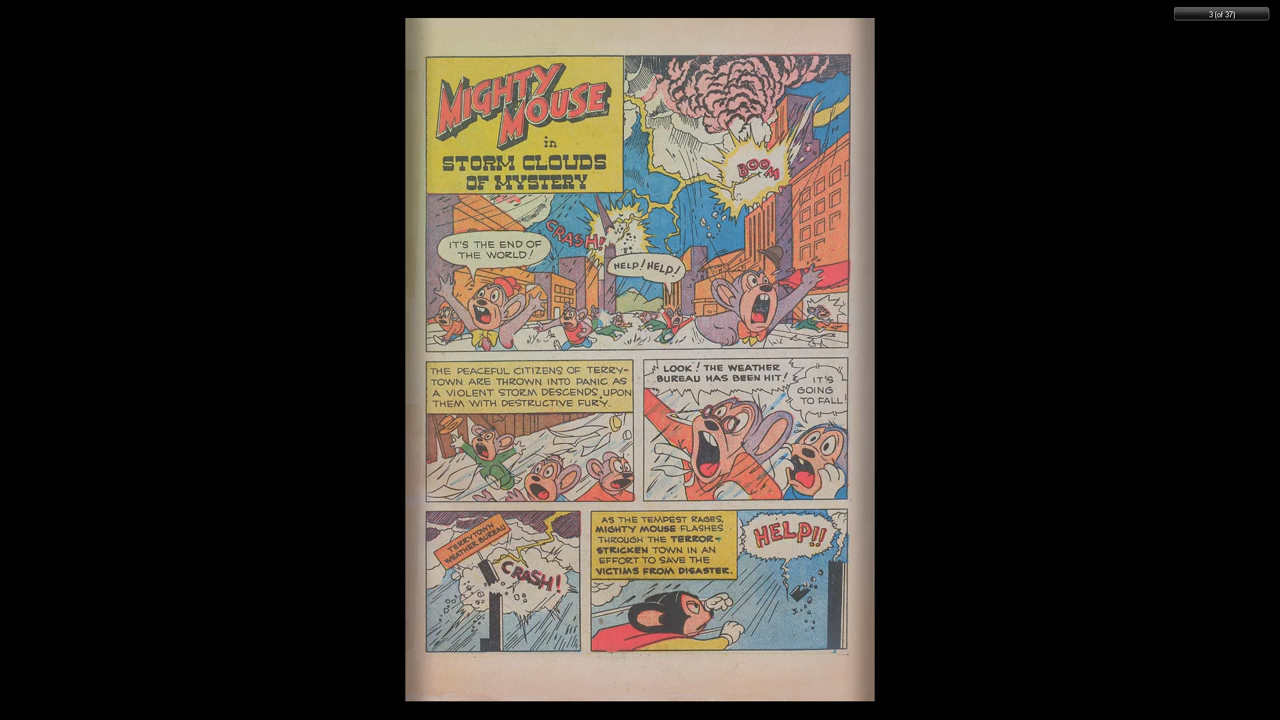 3 (of 37)
MIGHTY
MOUSE
in
STORM CLOUDS
OF MYSTERY
BOOM
CRASH!
IT'S THE END OF
THE WORLD!
HELP! HELP!
THE PEACEFUL CITIZENS OF TERRY-
TOWN ARE THROWN INTO PANIC AS
A VIOLENT STORM DESCENDS UPON
THEM WITH DESTRUCTIVE FURY.
LOOK! THE WEATHER
BUREAU HAS BEEN HIT!
IT'S
GOING
TO FALL!
TERRYTOWN
WEATHER BUREAU
CRASH!
AS THE TEMPEST RAGES,
MIGHTY MOUSE FLASHES
THROUGH THE TERROR-
STRICKEN TOWN IN AN
EFFORT TO SAVE THE
VICTIMS FROM DISASTER.
HELP!!